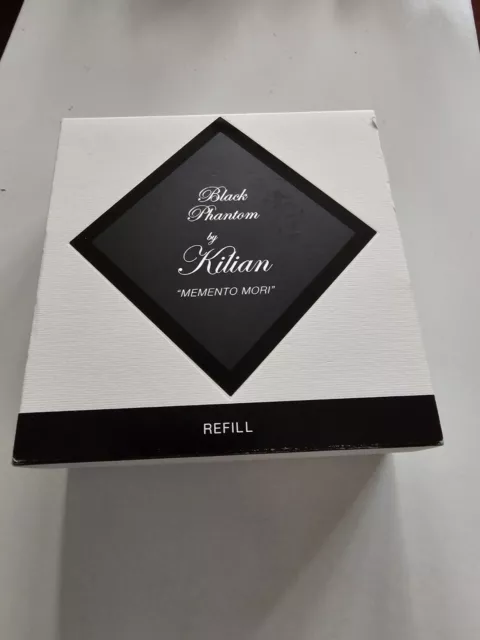 Black
Phantom
by
Kilian
"MEMENTO MORI"
REFILL